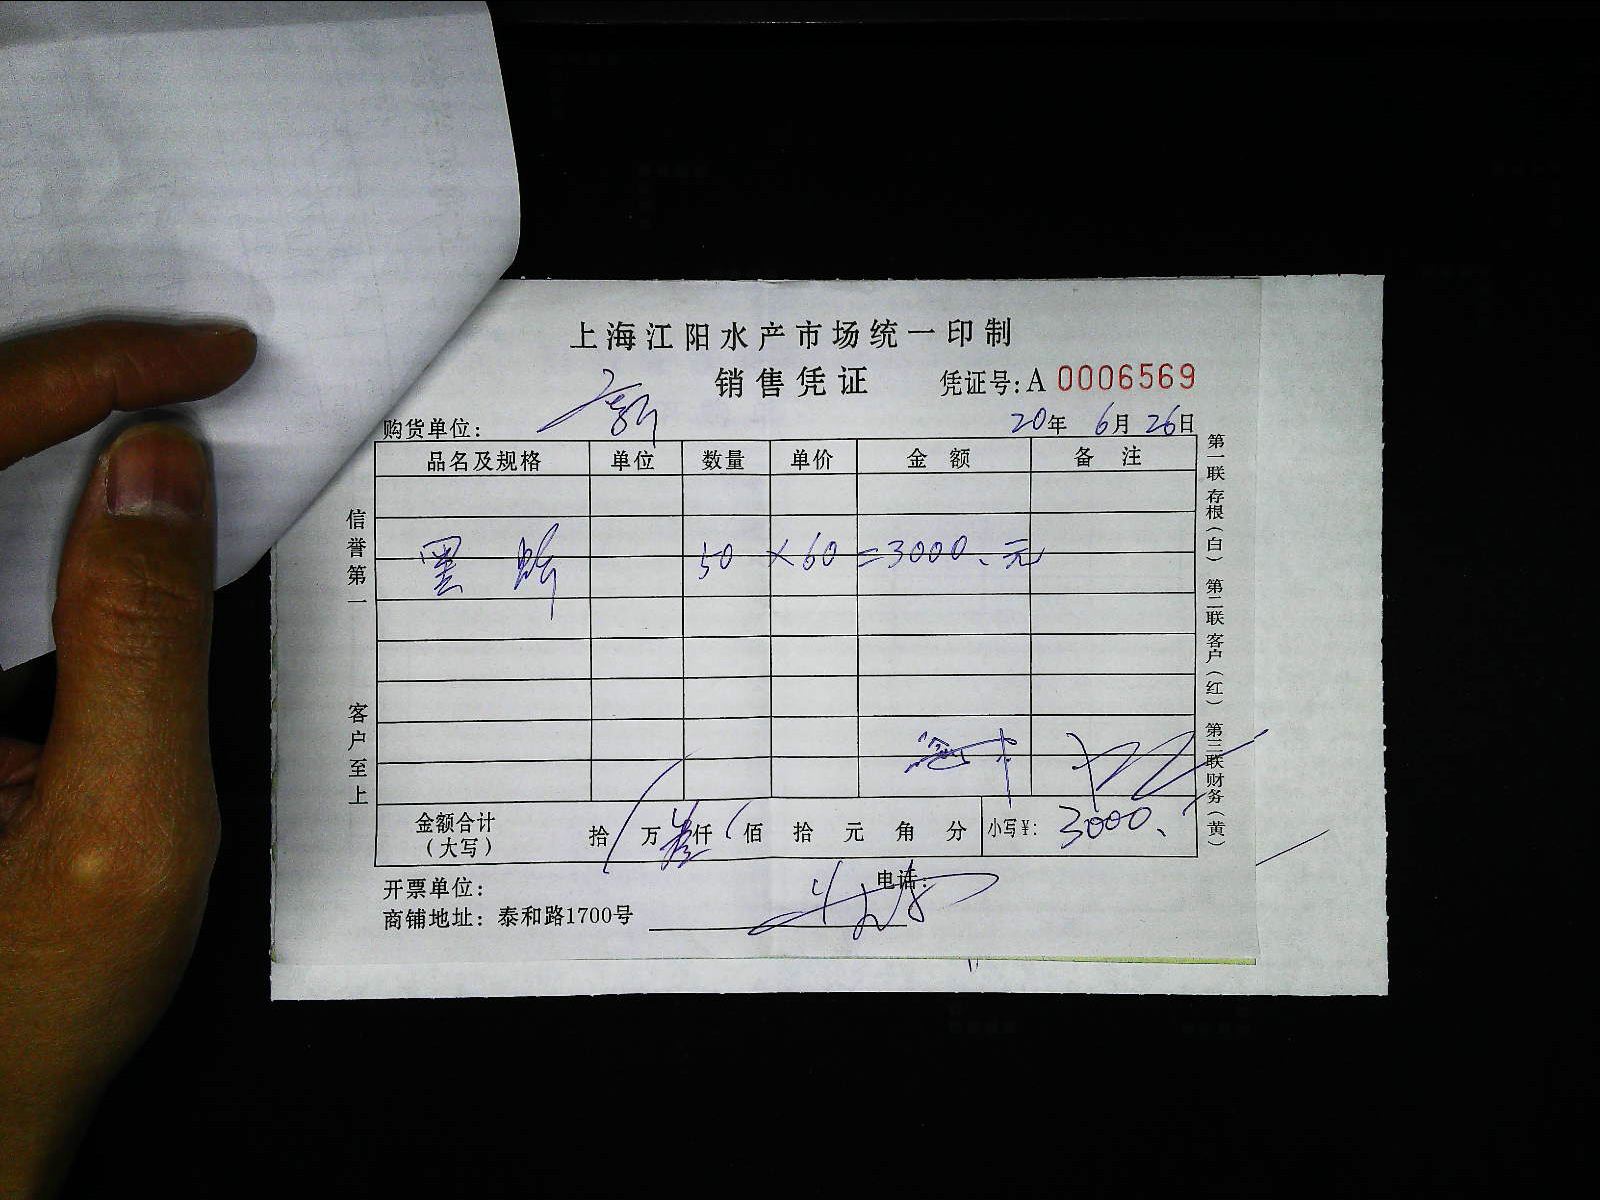 上海江阳水产市场统一印制
销售凭证 凭证号:A 0006569
购货单位: 20年 6月 26日
品名及规格 单位 数量 单价 金额 备注
黑 50 × 60 = 3000、元
金额合计（大写） 拾 万 叁仟 佰 拾 元 角 分 小写¥: 3000、
开票单位: 电话:
商铺地址: 泰和路1700号
信誉第一 客户至上
第一联 存根（白） 第二联 客户（红） 第三联 财务（黄）